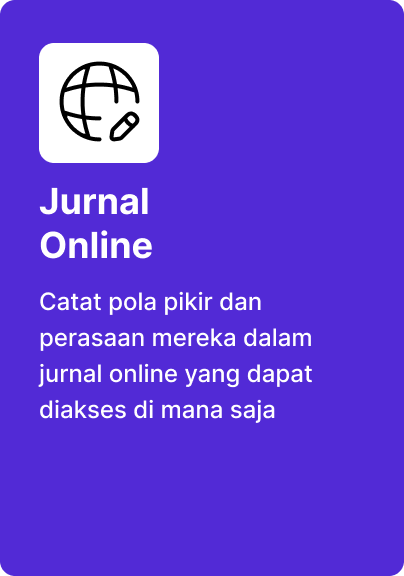 Jurnal
Online
Catat pola pikir dan
perasaan mereka dalam
jurnal online yang dapat
diakses di mana saja